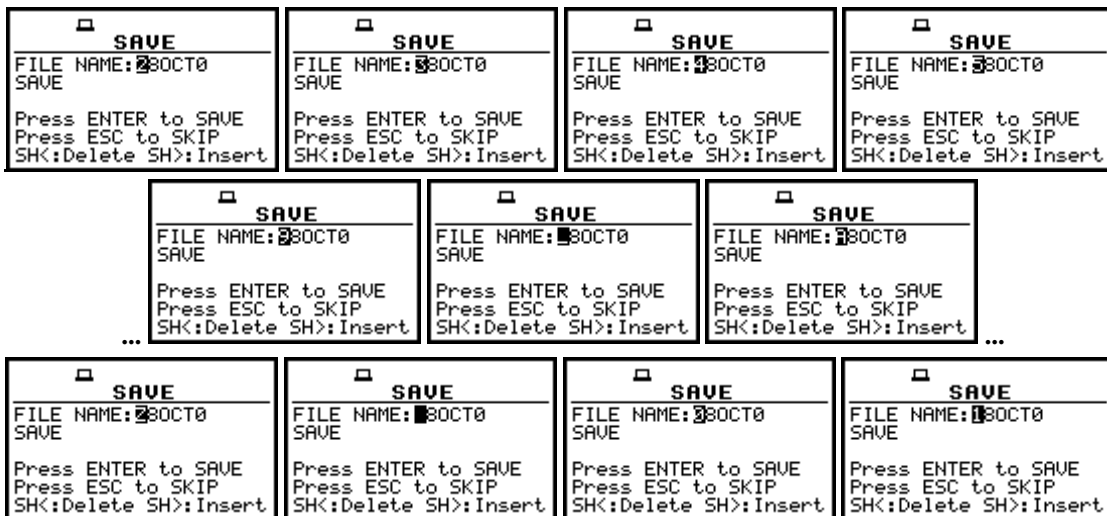 SAVE
FILE NAME:28OCT0
SAVE
Press ENTER to SAVE
Press ESC to SKIP
SH<:Delete SH>:Insert
SAVE
FILE NAME:38OCT0
SAVE
Press ENTER to SAVE
Press ESC to SKIP
SH<:Delete SH>:Insert
SAVE
FILE NAME:48OCT0
SAVE
Press ENTER to SAVE
Press ESC to SKIP
SH<:Delete SH>:Insert
SAVE
FILE NAME:58OCT0
SAVE
Press ENTER to SAVE
Press ESC to SKIP
SH<:Delete SH>:Insert
...
SAVE
FILE NAME:98OCT0
SAVE
Press ENTER to SAVE
Press ESC to SKIP
SH<:Delete SH>:Insert
SAVE
FILE NAME:_8OCT0
SAVE
Press ENTER to SAVE
Press ESC to SKIP
SH<:Delete SH>:Insert
SAVE
FILE NAME:A8OCT0
SAVE
Press ENTER to SAVE
Press ESC to SKIP
SH<:Delete SH>:Insert
...
SAVE
FILE NAME:Z8OCT0
SAVE
Press ENTER to SAVE
Press ESC to SKIP
SH<:Delete SH>:Insert
SAVE
FILE NAME: 8OCT0
SAVE
Press ENTER to SAVE
Press ESC to SKIP
SH<:Delete SH>:Insert
SAVE
FILE NAME:08OCT0
SAVE
Press ENTER to SAVE
Press ESC to SKIP
SH<:Delete SH>:Insert
SAVE
FILE NAME:18OCT0
SAVE
Press ENTER to SAVE
Press ESC to SKIP
SH<:Delete SH>:Insert